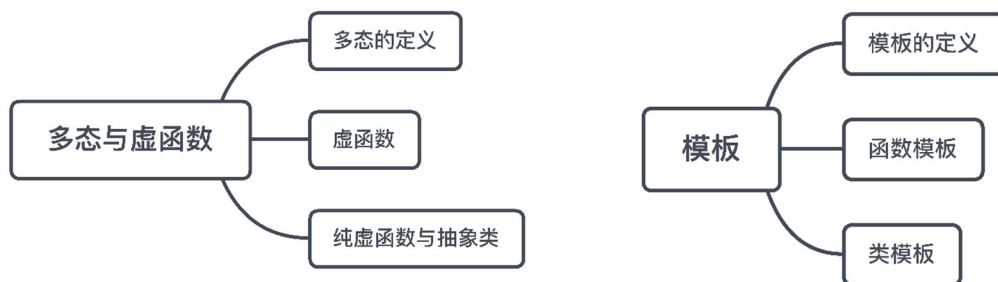 多态与虚函数
多态的定义
虚函数
纯虚函数与抽象类
模板
模板的定义
函数模板
类模板